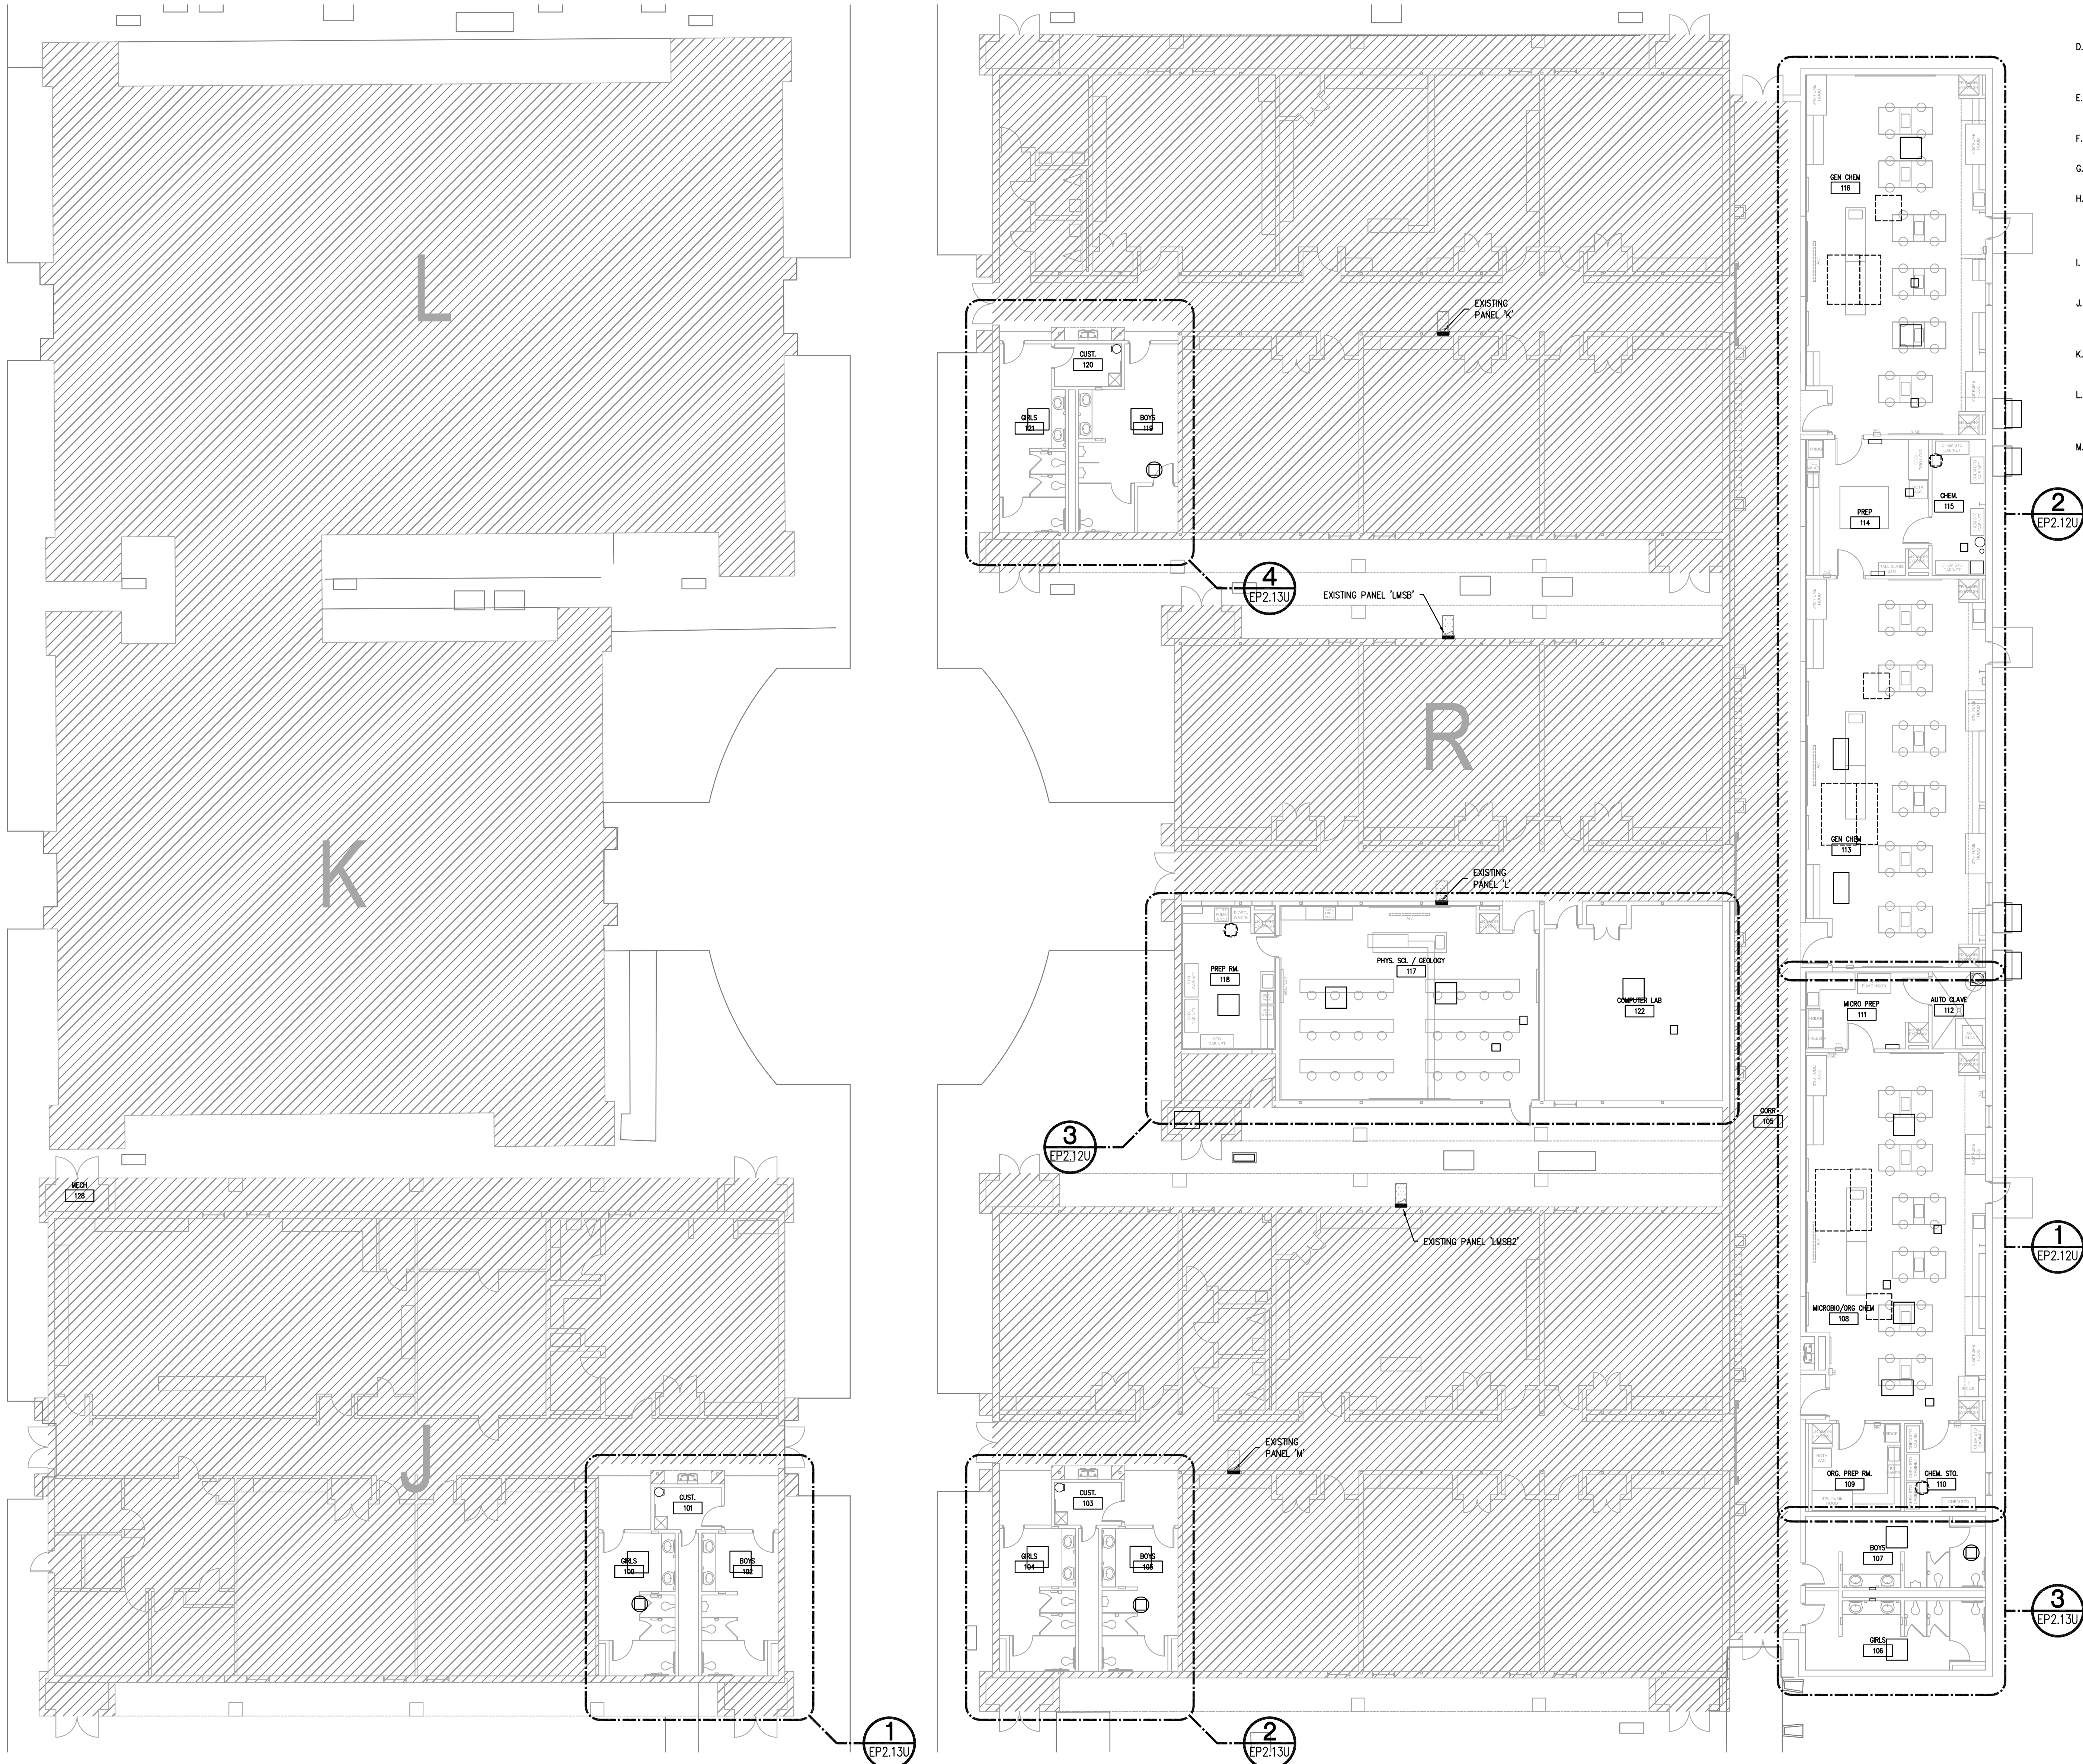 D.
E.
F.
G.
H.
I.
J.
K.
L.
M.
L
K
J
R
EXISTING
PANEL 'K'
CUST.
120
GIRLS
121
BOYS
119
4
EP2.13U
EXISTING PANEL 'LMSB'
EXISTING
PANEL 'L'
PREP RM.
118
PHYS. SCI. / GEOLOGY
117
COMPUTER LAB
122
3
EP2.12U
CORR
105
EXISTING PANEL 'LMSB2'
EXISTING
PANEL 'M'
MECH
128
CUST.
101
GIRLS
100
BOYS
102
1
EP2.13U
CUST.
103
GIRLS
104
BOYS
105
2
EP2.13U
GEN CHEM
116
PREP
114
CHEM.
115
2
EP2.12U
GEN CHEM
113
MICRO PREP
111
AUTO CLAVE
112
MICROBIO/ORG CHEM
108
1
EP2.12U
ORG. PREP RM.
109
CHEM. STO.
110
BOYS
107
GIRLS
106
3
EP2.13U